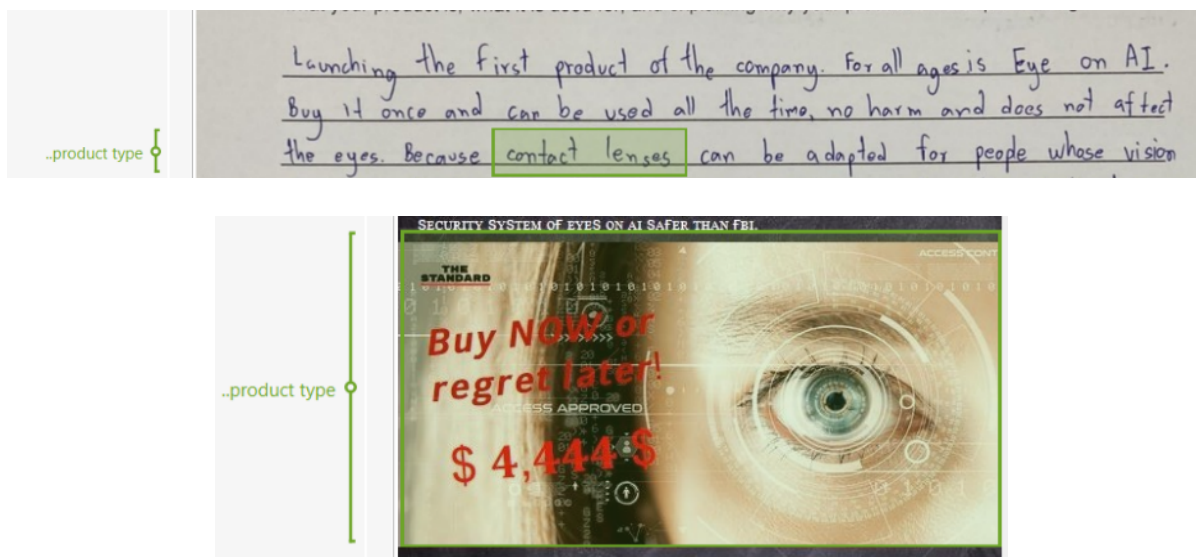 Launching the first product of the company. For all ages is Eye on AI.
Buy it once and can be used all the time, no harm and does not affect
..product type
the eyes. Because contact lenses can be adapted for people whose vision
SECURITY SYSTEM OF EYES ON AI SAFER THAN FBI.
ACCESS CONT
THE
STANDARD
Buy NOW or
regret later!
..product type
ACCESS APPROVED
$ 4,444 $